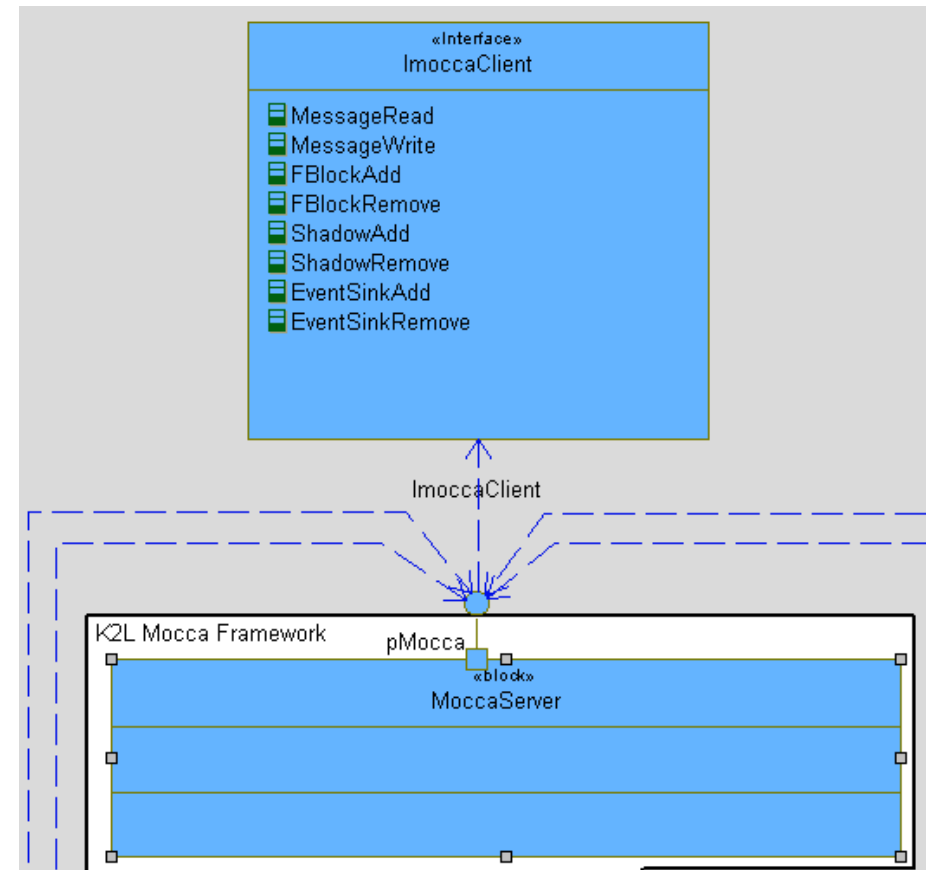 «Interface»
ImoccaClient
MessageRead
MessageWrite
FBlockAdd
FBlockRemove
ShadowAdd
ShadowRemove
EventSinkAdd
EventSinkRemove
ImoccaClient
K2L Mocca Framework
pMocca
«block»
MoccaServer